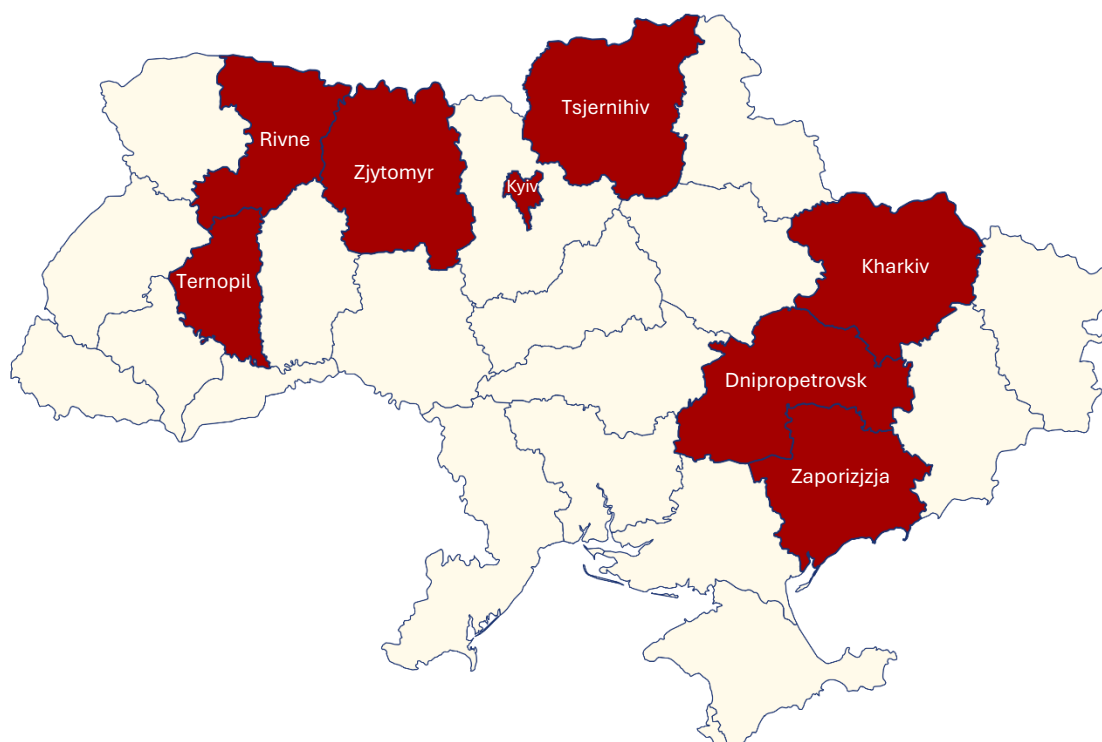 Tsjernihiv
Rivne
Zjytomyr
Kyiv
Kharkiv
Ternopil
Dnipropetrovsk
Zaporizjzja